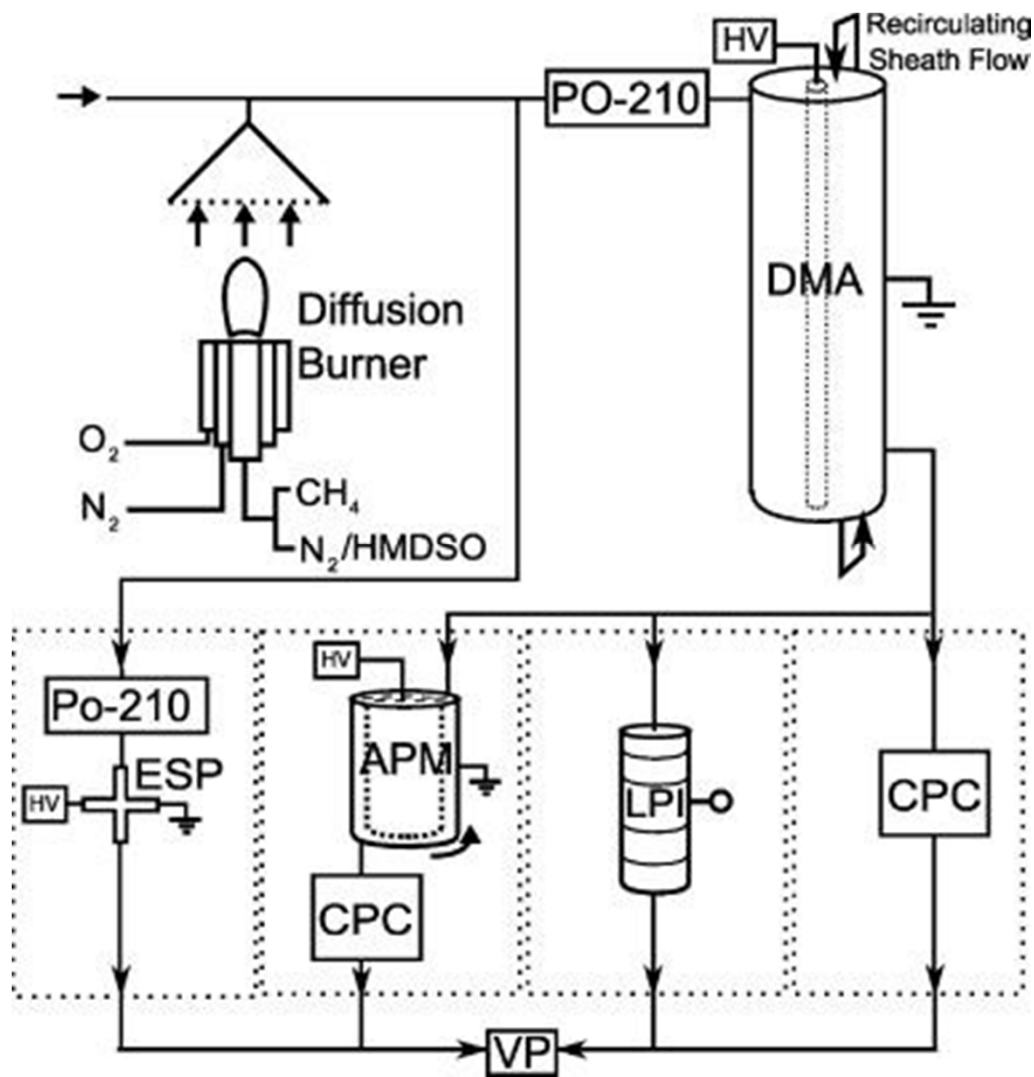 Recirculating
Sheath Flow
HV
PO-210
DMA
Diffusion
Burner
O₂
N₂
CH₄
N₂/HMDSO
Po-210
HV
ESP
HV
APM
CPC
LPI
CPC
VP